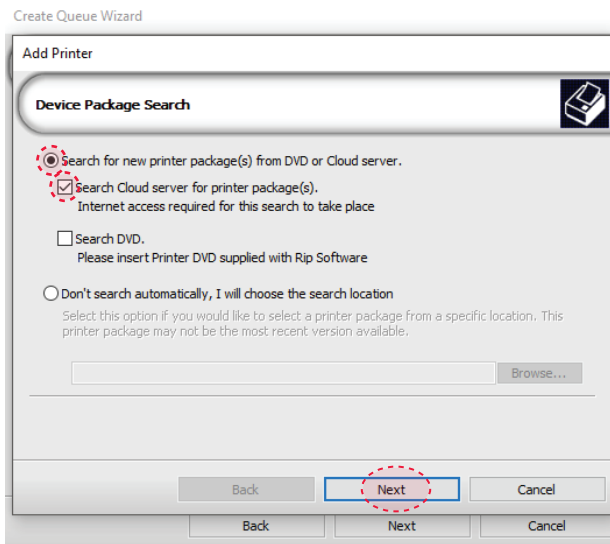 Create Queue Wizard
Add Printer
Device Package Search
Search for new printer package(s) from DVD or Cloud server.
Search Cloud server for printer package(s).
Internet access required for this search to take place
Search DVD.
Please insert Printer DVD supplied with Rip Software
Don't search automatically, I will choose the search location
Select this option if you would like to select a printer package from a specific location. This
printer package may not be the most recent version available.
Browse...
Back Next Cancel
Back Next Cancel